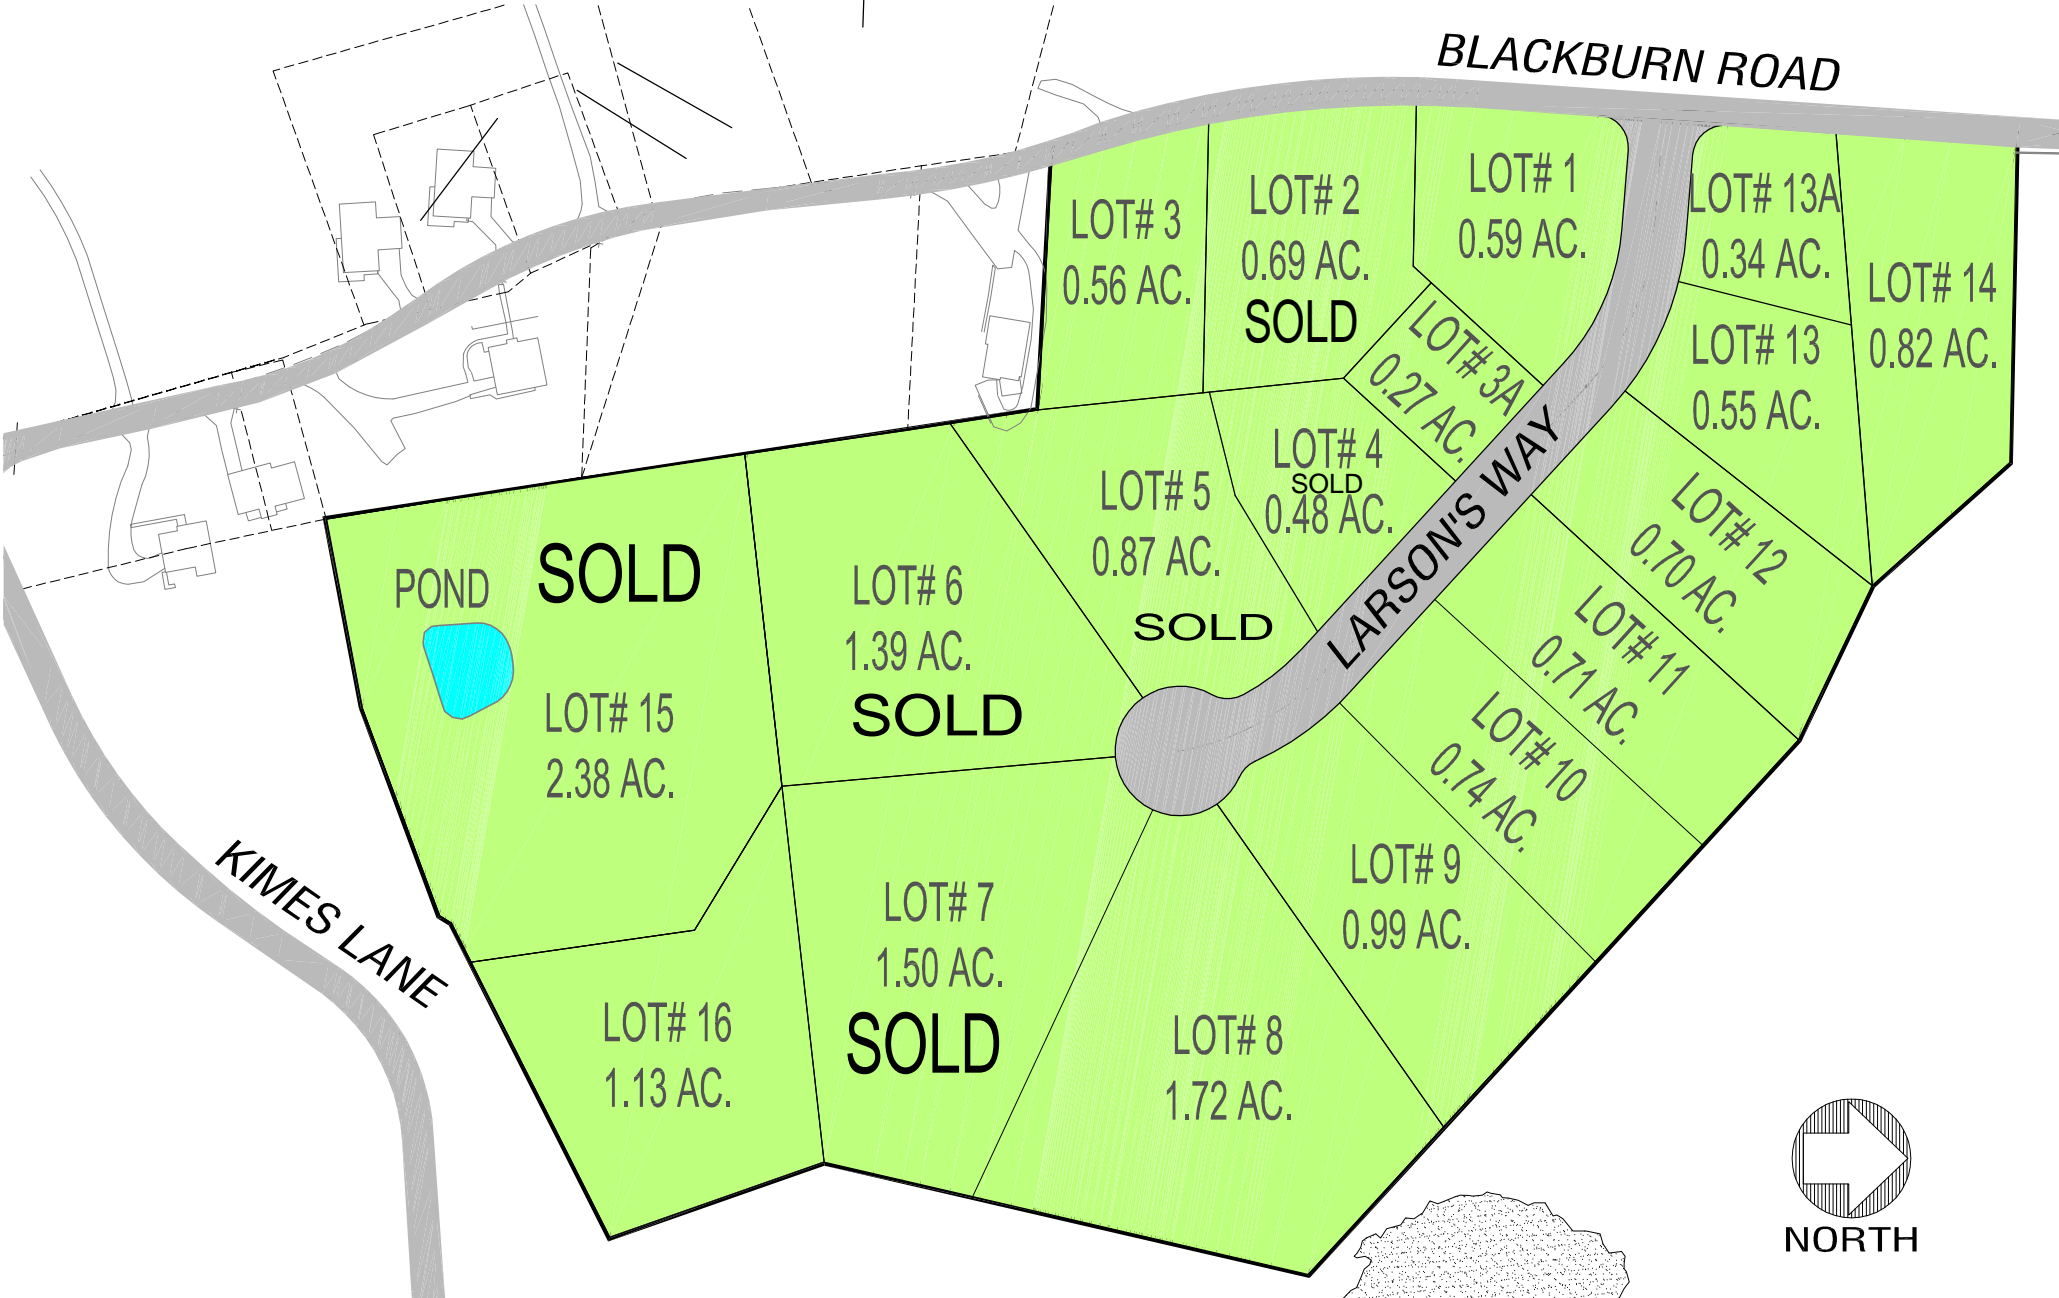 BLACKBURN ROAD
LOT# 3
0.56 AC.
LOT# 2
0.69 AC.
SOLD
LOT# 1
0.59 AC.
LOT# 13A
0.34 AC.
LOT# 14
0.82 AC.
LOT# 13
0.55 AC.
LOT# 3A
0.27 AC.
LOT# 4
SOLD
0.48 AC.
LOT# 5
0.87 AC.
SOLD
LARSON'S WAY
LOT# 12
0.70 AC.
LOT# 11
0.71 AC.
LOT# 10
0.74 AC.
POND
SOLD
LOT# 15
2.38 AC.
LOT# 6
1.39 AC.
SOLD
LOT# 9
0.99 AC.
KIMES LANE
LOT# 7
1.50 AC.
SOLD
LOT# 16
1.13 AC.
LOT# 8
1.72 AC.
NORTH